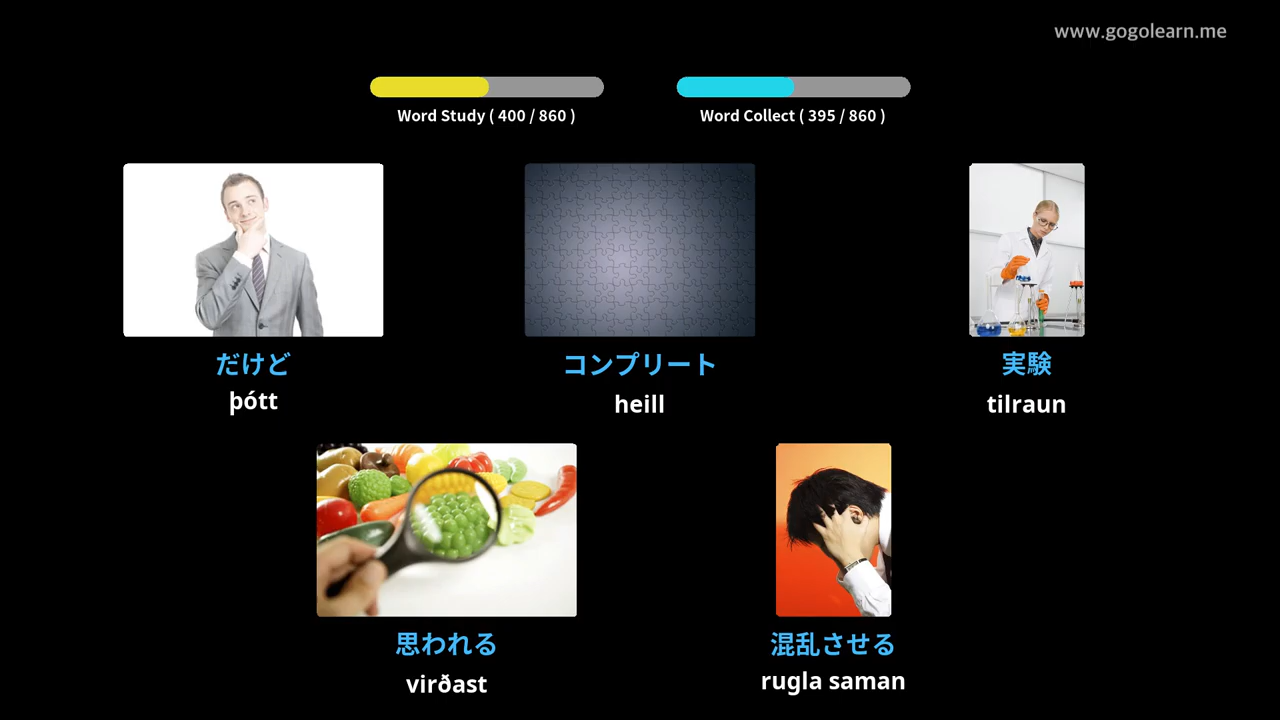 www.gogolearn.me
Word Study ( 400 / 860 )
Word Collect ( 395 / 860 )
だけど
þótt
コンプリート
heill
実験
tilraun
思われる
virðast
混乱させる
rugla saman